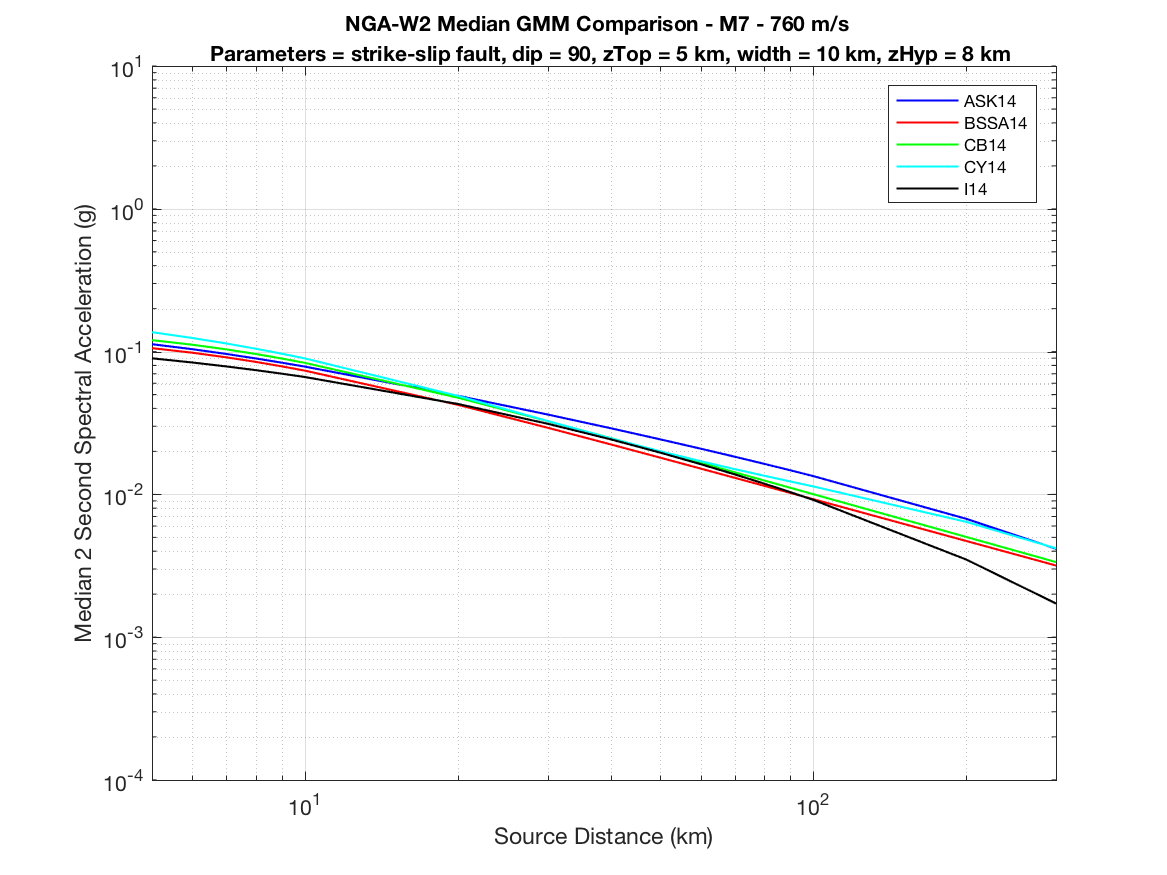 NGA-W2 Median GMM Comparison - M7 - 760 m/s
Parameters = strike-slip fault, dip = 90, zTop = 5 km, width = 10 km, zHyp = 8 km
10^1
ASK14
BSSA14
CB14
CY14
I14
10^0
10^-1
10^-2
10^-3
10^-4
Median 2 Second Spectral Acceleration (g)
10^1
10^2
Source Distance (km)